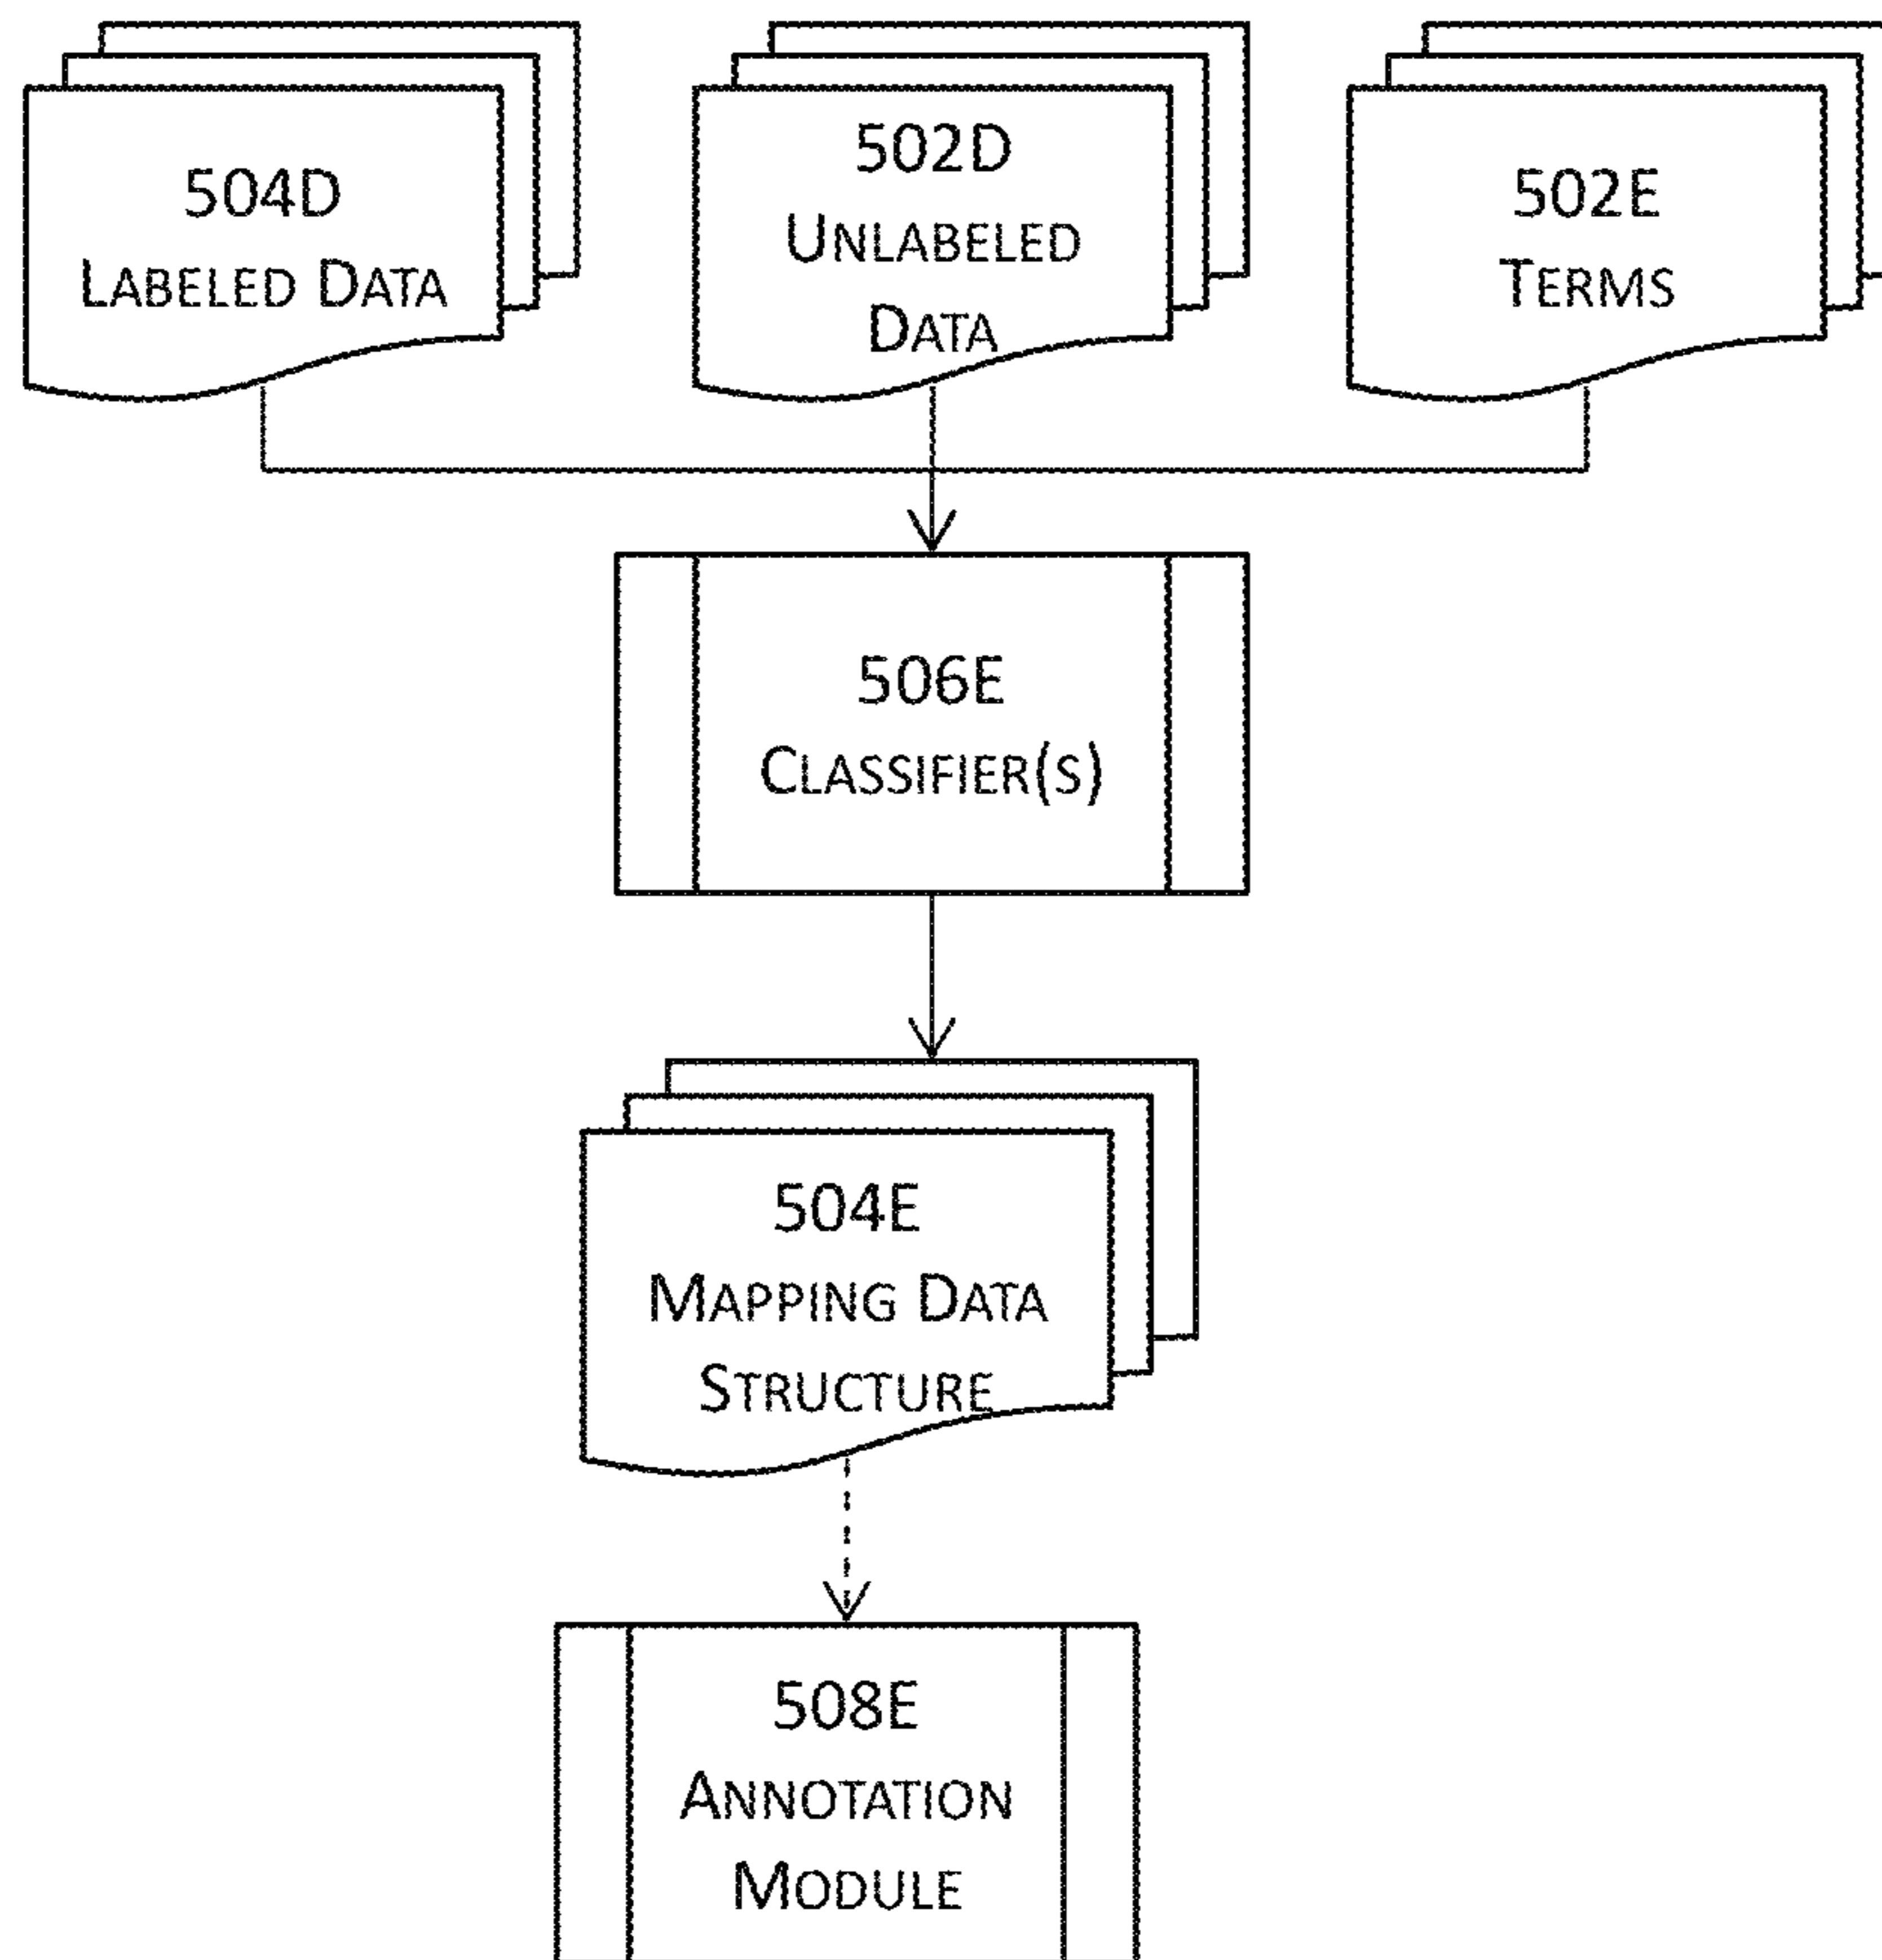 504D
LABELED DATA
502D
UNLABELED
DATA
502E
TERMS
506E
CLASSIFIER(S)
504E
MAPPING DATA
STRUCTURE
508E
ANNOTATION
MODULE